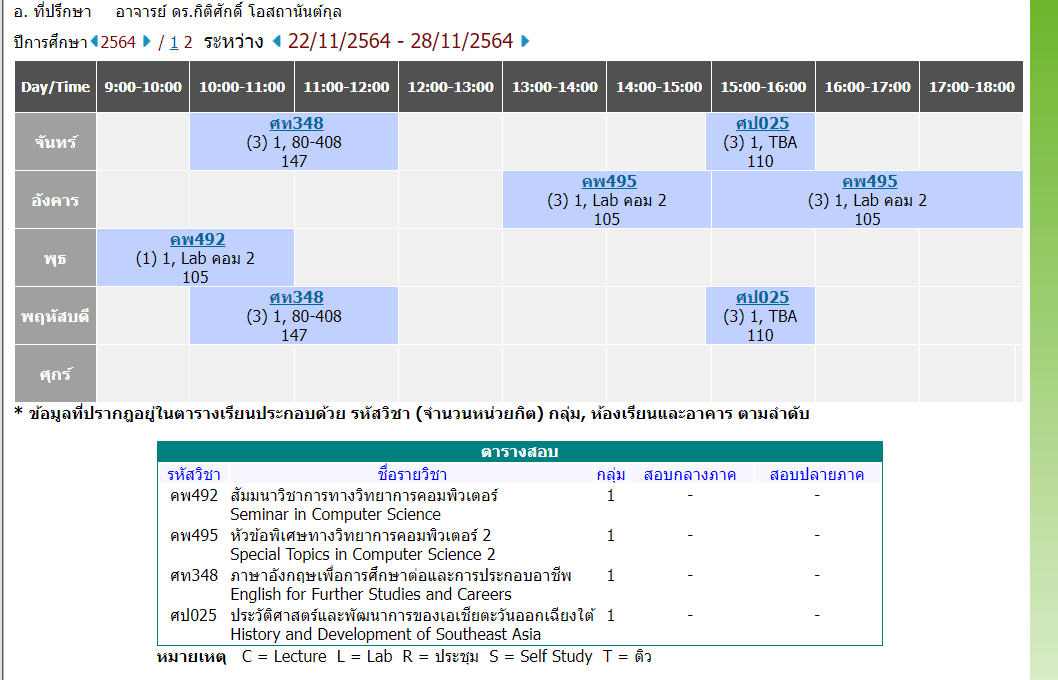 อ. ที่ปรึกษา อาจารย์ ดร.กิติศักดิ์ โอสถานันต์กุล
ปีการศึกษา 2564 / 1 2 ระหว่าง 22/11/2564 - 28/11/2564
Day/Time 9:00-10:00 10:00-11:00 11:00-12:00 12:00-13:00 13:00-14:00 14:00-15:00 15:00-16:00 16:00-17:00 17:00-18:00
จันทร์
ศท348
(3) 1, 80-408
147
ศป025
(3) 1, TBA
110
อังคาร
คพ495
(3) 1, Lab คอม 2
105
คพ495
(3) 1, Lab คอม 2
105
พุธ
คพ492
(1) 1, Lab คอม 2
105
พฤหัสบดี
ศท348
(3) 1, 80-408
147
ศป025
(3) 1, TBA
110
ศุกร์
* ข้อมูลที่ปรากฎอยู่ในตารางเรียนประกอบด้วย รหัสวิชา (จำนวนหน่วยกิต) กลุ่ม, ห้องเรียนและอาคาร ตามลำดับ
ตารางสอบ
รหัสวิชา ชื่อรายวิชา กลุ่ม สอบกลางภาค สอบปลายภาค
คพ492 สัมมนาวิชาการทางวิทยาการคอมพิวเตอร์ 1 - -
Seminar in Computer Science
คพ495 หัวข้อพิเศษทางวิทยาการคอมพิวเตอร์ 2 1 - -
Special Topics in Computer Science 2
ศท348 ภาษาอังกฤษเพื่อการศึกษาต่อและการประกอบอาชีพ 1 - -
English for Further Studies and Careers
ศป025 ประวัติศาสตร์และพัฒนาการของเอเชียตะวันออกเฉียงใต้ 1 - -
History and Development of Southeast Asia
หมายเหตุ C = Lecture L = Lab R = ประชุม S = Self Study T = ติว